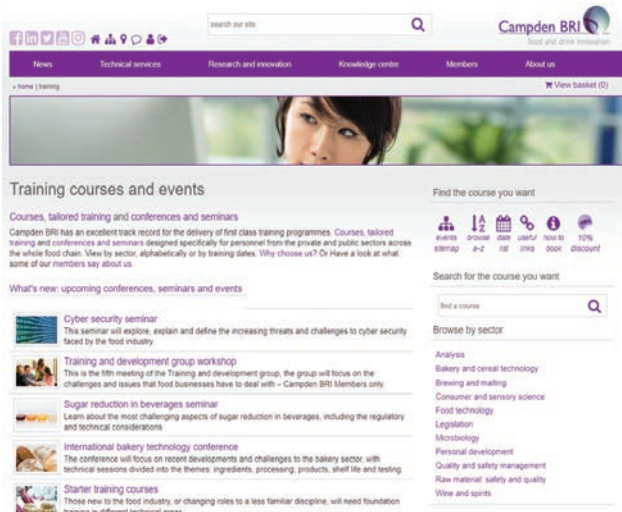 search our site
Campden BRI
food and drink innovation
News Technical services Research and innovation Knowledge centre Members About us
» home | training
View basket (0)
Training courses and events
Courses, tailored training and conferences and seminars
Campden BRI has an excellent track record for the delivery of first class training programmes. Courses, tailored
training and conferences and seminars designed specifically for personnel from the private and public sectors across
the whole food chain. View by sector, alphabetically or by training dates. Why choose us? Or Have a look at what
some of our members say about us.
What's new: upcoming conferences, seminars and events
Cyber security seminar
This seminar will explore, explain and define the increasing threats and challenges to cyber security
faced by the food industry.
Training and development group workshop
This is the fifth meeting of the Training and development group, the group will focus on the
challenges and issues that food businesses have to deal with – Campden BRI Members only.
Sugar reduction in beverages seminar
Learn about the most challenging aspects of sugar reduction in beverages, including the regulatory
and technical considerations
International bakery technology conference
The conference will focus on recent developments and challenges to the bakery sector, with
technical sessions divided into the themes: ingredients, processing, products, shelf life and testing.
Starter training courses
Those new to the food industry, or changing roles to a less familiar discipline, will need foundation
training in different technical areas
Find the course you want
events sitemap
browse a-z
date list
useful links
how to book
10% discount
Search for the course you want
find a course
Browse by sector
Analysis
Bakery and cereal technology
Brewing and malting
Consumer and sensory science
Food technology
Legislation
Microbiology
Personal development
Quality and safety management
Raw material: safety and quality
Wine and spirits